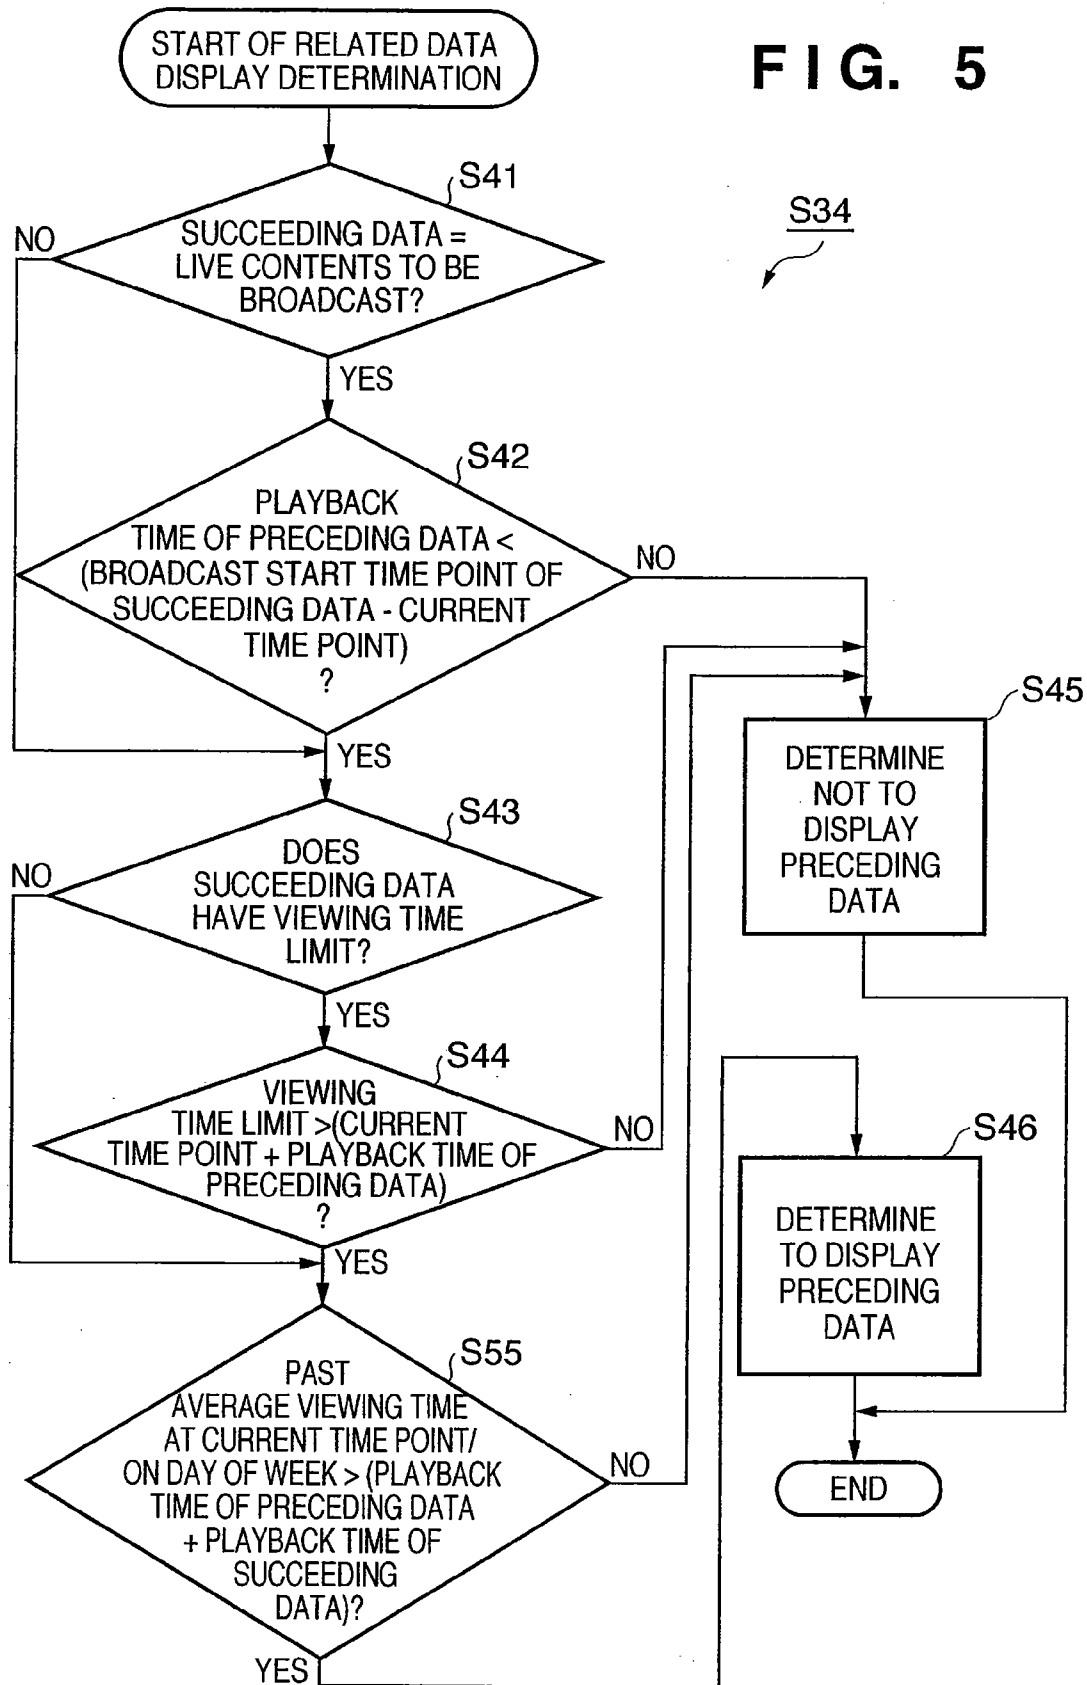 START OF RELATED DATA
DISPLAY DETERMINATION
FIG. 5
S41
SUCCEEDING DATA =
LIVE CONTENTS TO BE
BROADCAST?
NO
YES
S34
S42
PLAYBACK
TIME OF PRECEDING DATA <
(BROADCAST START TIME POINT OF
SUCCEEDING DATA - CURRENT
TIME POINT)
?
NO
YES
S43
DOES
SUCCEEDING DATA
HAVE VIEWING TIME
LIMIT?
NO
YES
S44
VIEWING
TIME LIMIT >(CURRENT
TIME POINT + PLAYBACK TIME OF
PRECEDING DATA)
?
NO
YES
S55
PAST
AVERAGE VIEWING TIME
AT CURRENT TIME POINT/
ON DAY OF WEEK > (PLAYBACK
TIME OF PRECEDING DATA
+ PLAYBACK TIME OF
SUCCEEDING
DATA)?
NO
YES
S45
DETERMINE
NOT TO
DISPLAY
PRECEDING
DATA
S46
DETERMINE
TO DISPLAY
PRECEDING
DATA
END